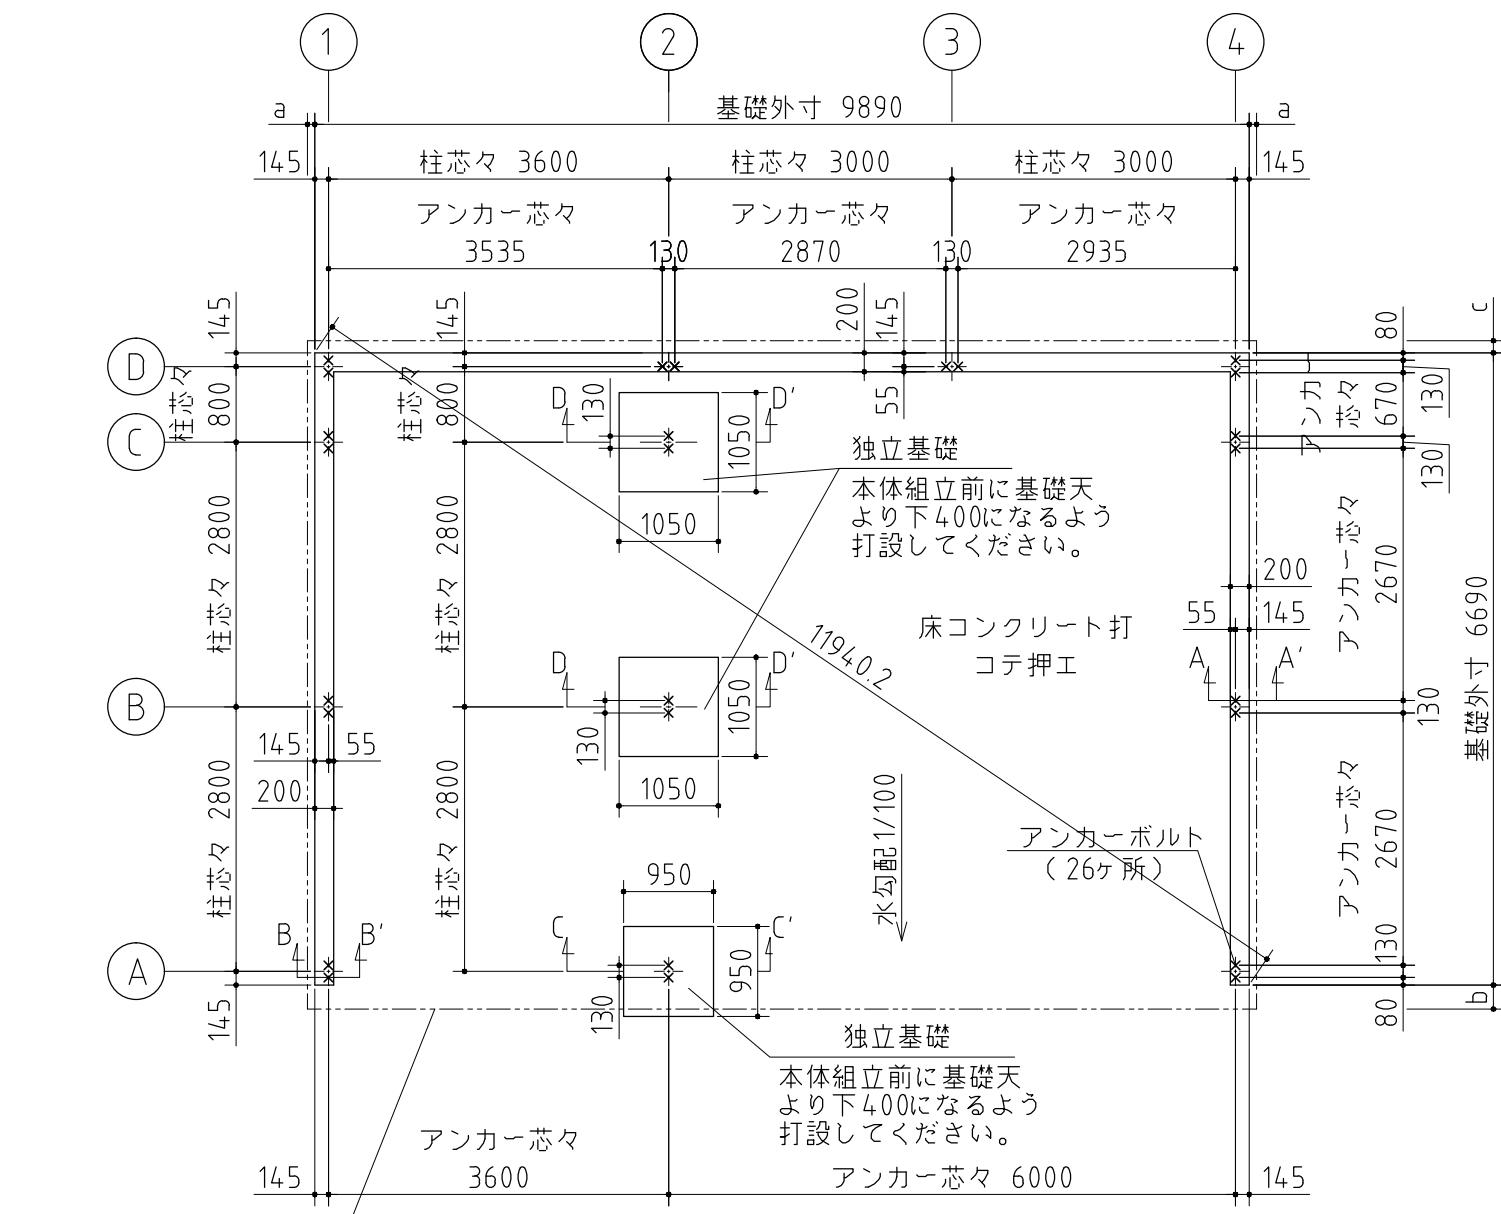 1
2
3
4
a
基礎外寸 9890
a
145
柱芯々 3600
柱芯々 3000
柱芯々 3000
145
アンカー芯々
3535
130
アンカー芯々
2870
130
アンカー芯々
2935
145
145
200
145
80
c
D
柱芯々
800
柱芯々
800
D
130
D'
1050
55
アンカー
芯々
670
130
C
130
独立基礎
本体組立前に基礎天
より下400になるよう
打設してください。
1050
柱芯々 2800
柱芯々 2800
アンカー芯々
2670
200
55
145
基礎外寸 6690
11940.2
床コンクリート打
コテ押エ
D
D'
A
A'
B
130
1050
130
145
55
200
1050
柱芯々 2800
柱芯々 2800
水勾配1/100
アンカーボルト
(26ヶ所)
アンカー芯々
2670
950
B
B'
C
C'
950
130
A
145
130
80
b
独立基礎
本体組立前に基礎天
より下400になるよう
打設してください。
アンカー芯々
145
3600
アンカー芯々 6000
145